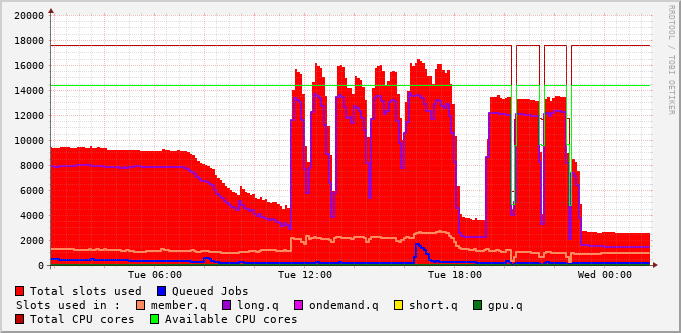 20000
18000
16000
14000
12000
10000
8000
6000
4000
2000
0
Tue 06:00 Tue 12:00 Tue 18:00 Wed 00:00
RRDTOOL / TOBI OETIKER
Total slots used Queued Jobs
Slots used in : member.q long.q ondemand.q short.q gpu.q
Total CPU cores Available CPU cores